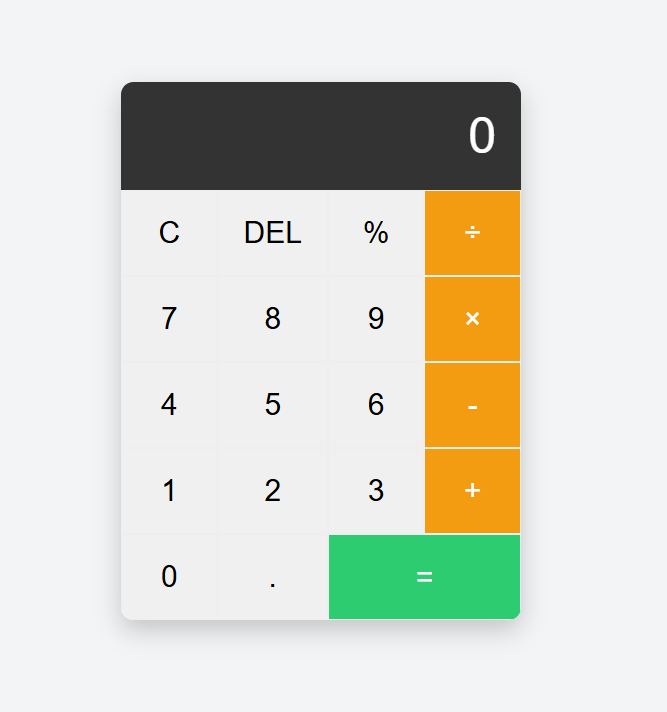 0
C DEL % ÷
7 8 9 ×
4 5 6 -
1 2 3 +
0 . =